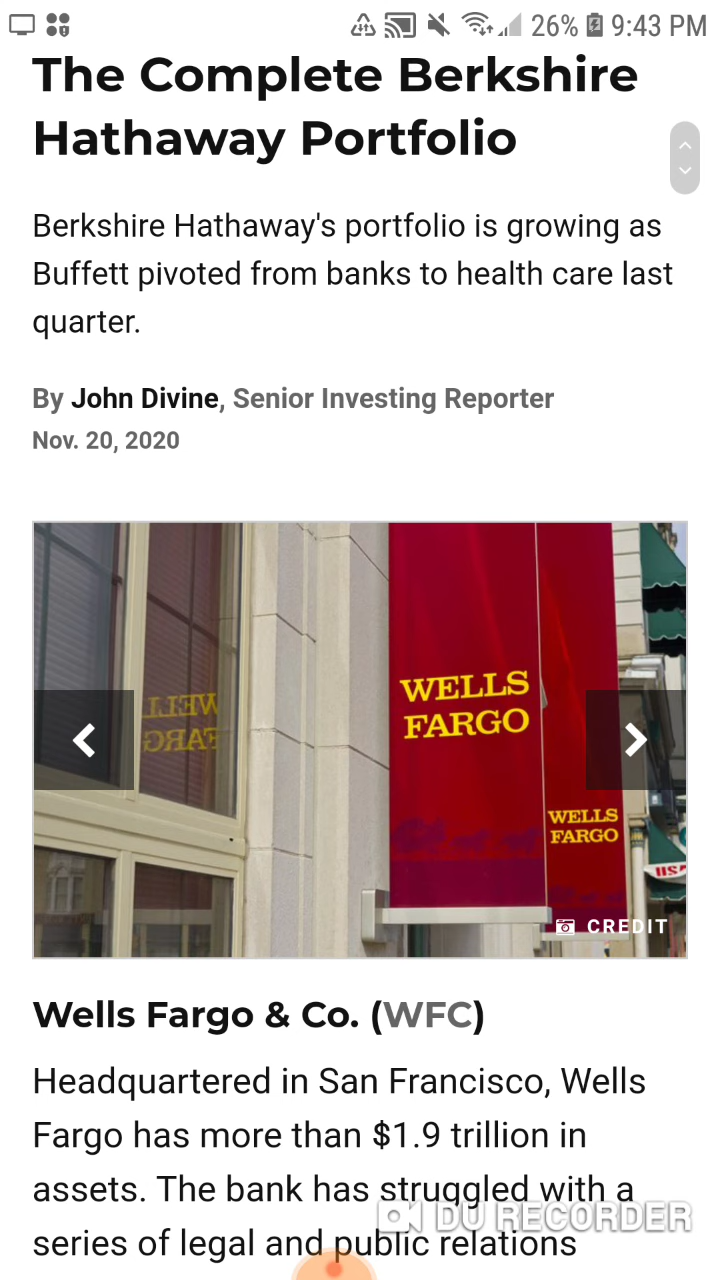 26% 9:43 PM
The Complete Berkshire
Hathaway Portfolio
Berkshire Hathaway's portfolio is growing as
Buffett pivoted from banks to health care last
quarter.
By John Divine, Senior Investing Reporter
Nov. 20, 2020
WELLS
FARGO
WELLS
FARGO
WELL
FARG
US
CREDIT
Wells Fargo & Co. (WFC)
Headquartered in San Francisco, Wells
Fargo has more than $1.9 trillion in
assets. The bank has struggled with a
series of legal and public relations
DU RECORDER